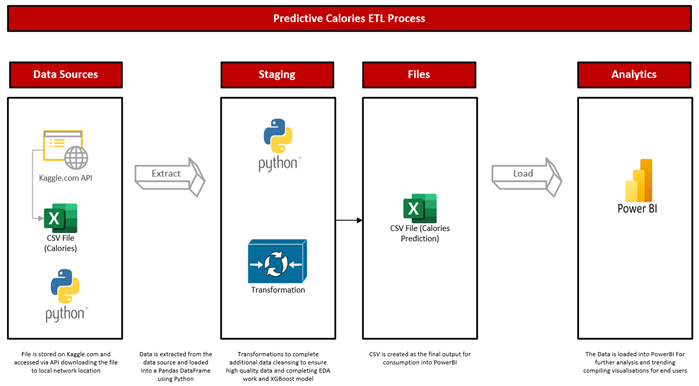 Predictive Calories ETL Process
Data Sources
Staging
Files
Analytics
Kaggle.com API
CSV File
(Calories)
python™
Extract
python™
Transformation
CSV File (Calories
Prediction)
Load
Power BI
File is stored on Kaggle.com and
accessed via API downloading the file
to local network location
Data is extracted from the
data source and loaded
into a Pandas DataFrame
using Python
Transformations to complete
additional data cleansing to ensure
high quality data and completing EDA
work and XGBoost model
CSV is created as the final output for
consumption into PowerBI
The Data is loaded into PowerBI For
further analysis and trending
compiling visualisations for end users